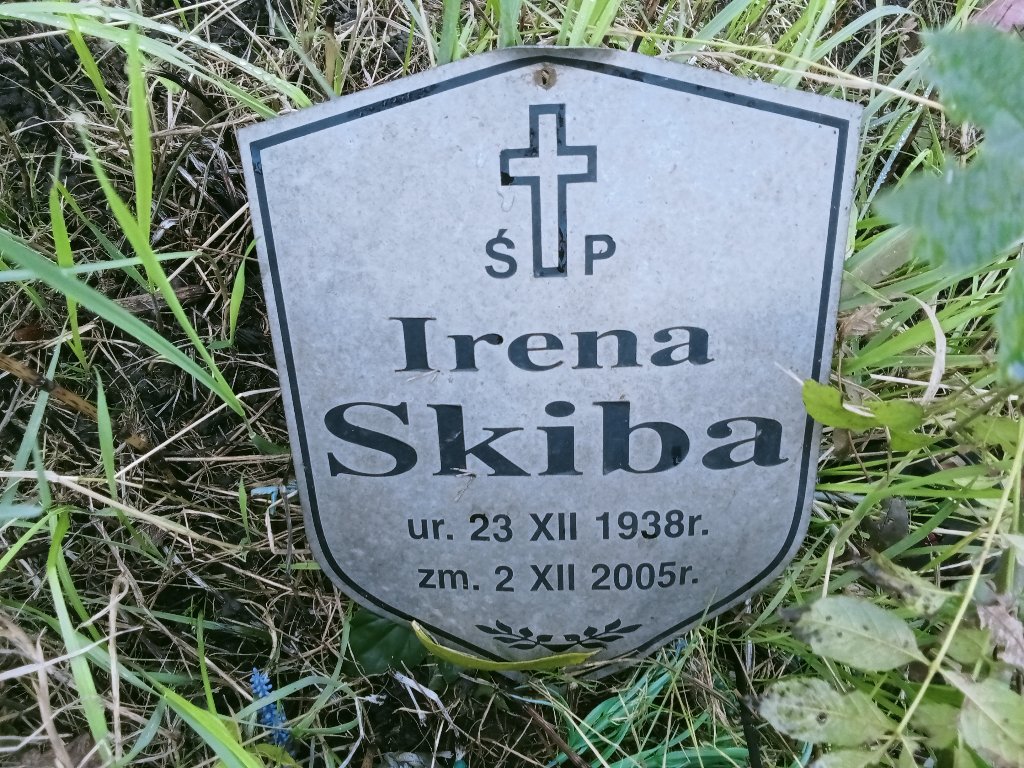 Ś P
Irena
Skiba
ur. 23 XII 1938r.
zm. 2 XII 2005r.